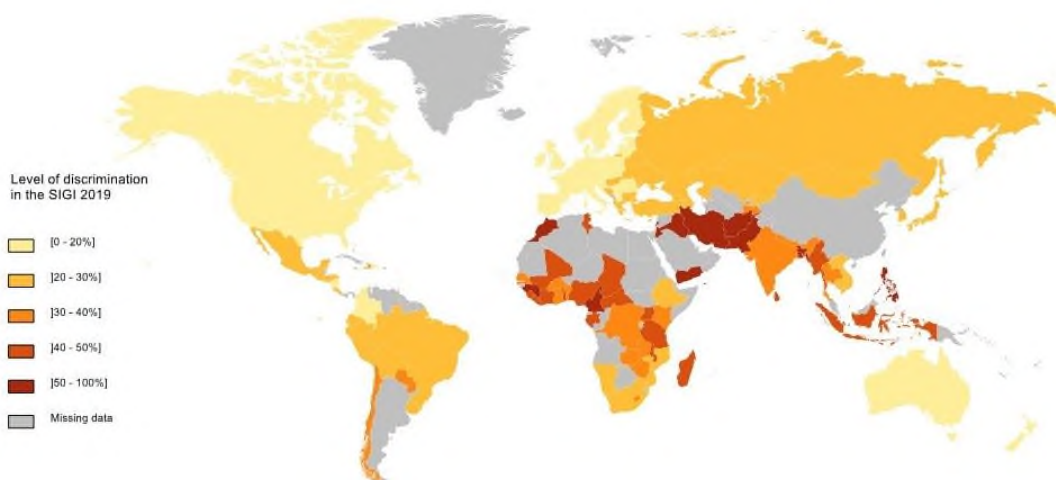 Level of discrimination
in the SIGI 2019
]0 - 20%]
]20 - 30%]
]30 - 40%]
]40 - 50%]
]50 - 100%]
Missing data